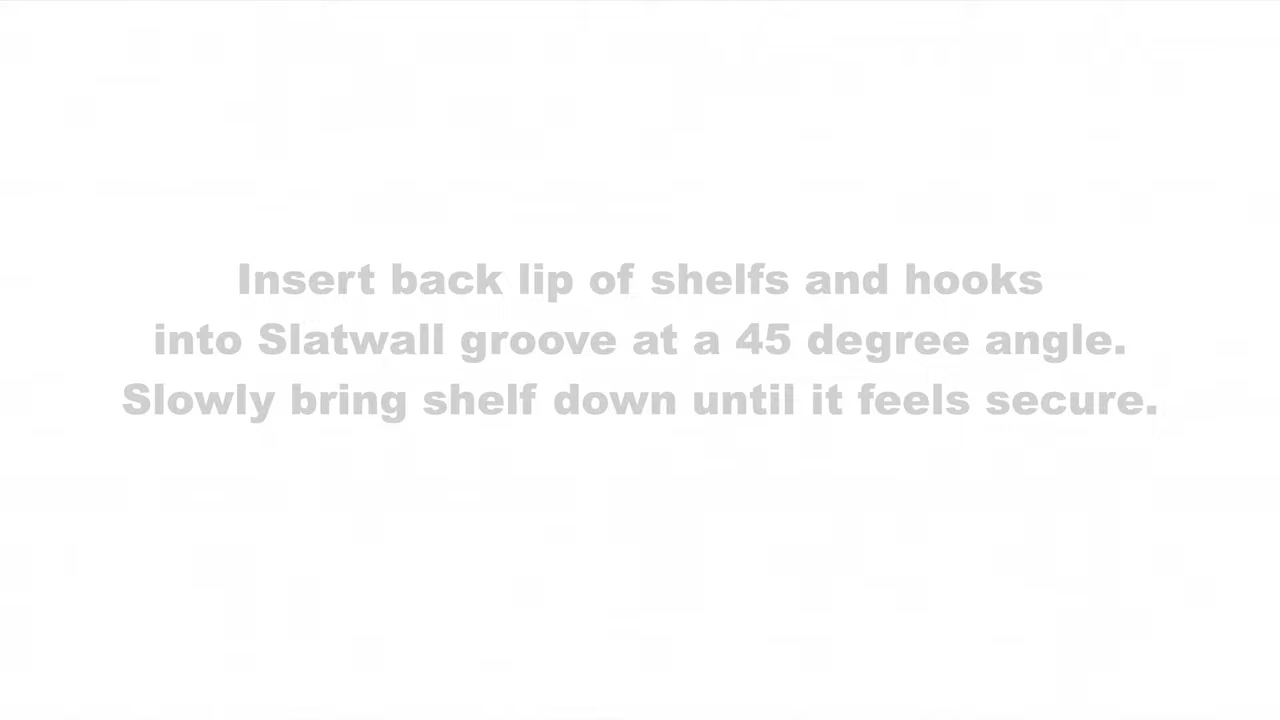 Insert back lip of shelfs and hooks
into Slatwall groove at a 45 degree angle.
Slowly bring shelf down until it feels secure.